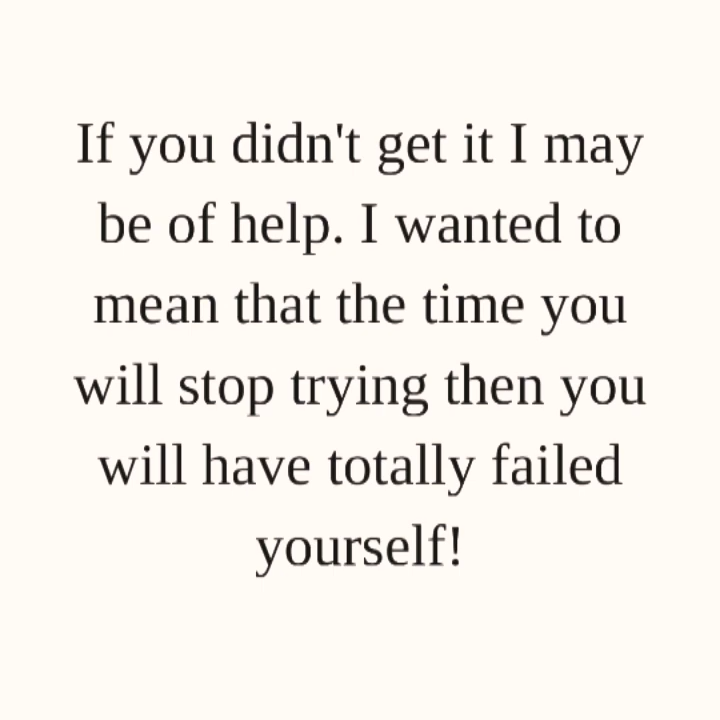 If you didn't get it I may
be of help. I wanted to
mean that the time you
will stop trying then you
will have totally failed
yourself!